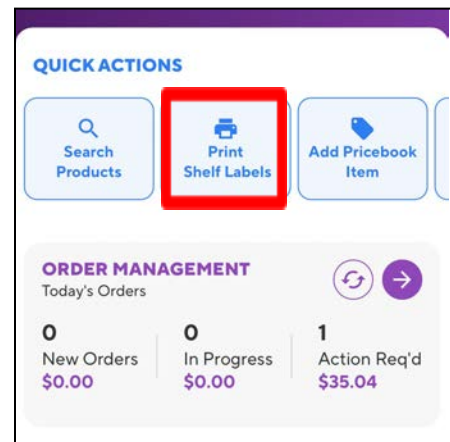 QUICK ACTIONS
Search
Products
Print
Shelf Labels
Add Pricebook
Item
ORDER MANAGEMENT
Today's Orders
0
New Orders
$0.00
0
In Progress
$0.00
1
Action Req'd
$35.04